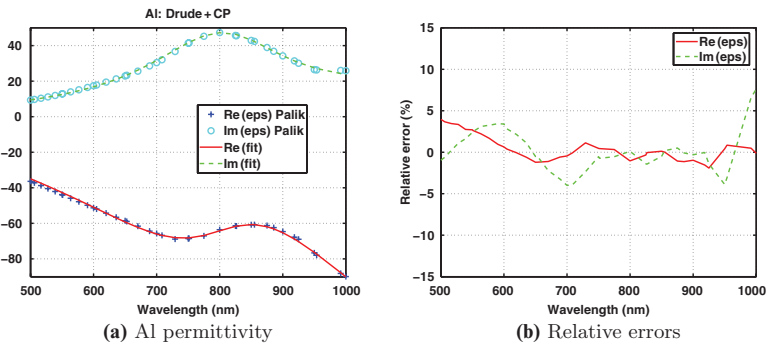 Al: Drude + CP
40
20
0
−20
−40
−60
−80
500
600
700
800
900
1000
Wavelength (nm)
Re (eps) Palik
Im (eps) Palik
Re (fit)
Im (fit)
(a) Al permittivity
15
10
5
0
−5
−10
−15
Relative error (%)
500
600
700
800
900
1000
Wavelength (nm)
Re (eps)
Im (eps)
(b) Relative errors